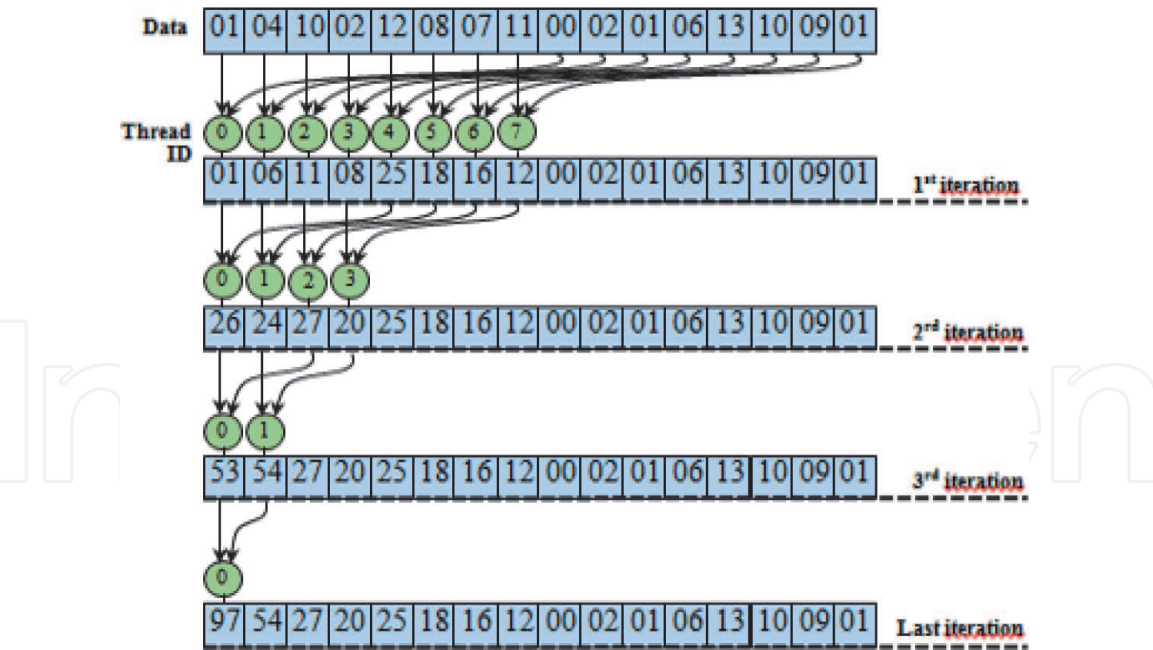 Data 01 04 10 02 12 08 07 11 00 02 01 06 13 10 09 01
Thread 0 1 2 3 4 5 6 7
ID
01 06 11 08 25 18 16 12 00 02 01 06 13 10 09 01 1st iteration
0 1 2 3
26 24 27 20 25 18 16 12 00 02 01 06 13 10 09 01 2rd iteration
0 1
53 54 27 20 25 18 16 12 00 02 01 06 13 10 09 01 3rd iteration
0
97 54 27 20 25 18 16 12 00 02 01 06 13 10 09 01 Last iteration